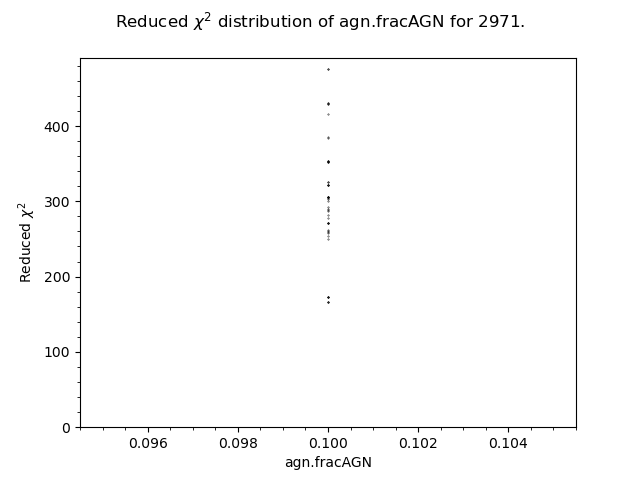 Reduced χ² distribution of agn.fracAGN for 2971.
Reduced χ²
400
300
200
100
0
0.096 0.098 0.100 0.102 0.104
agn.fracAGN